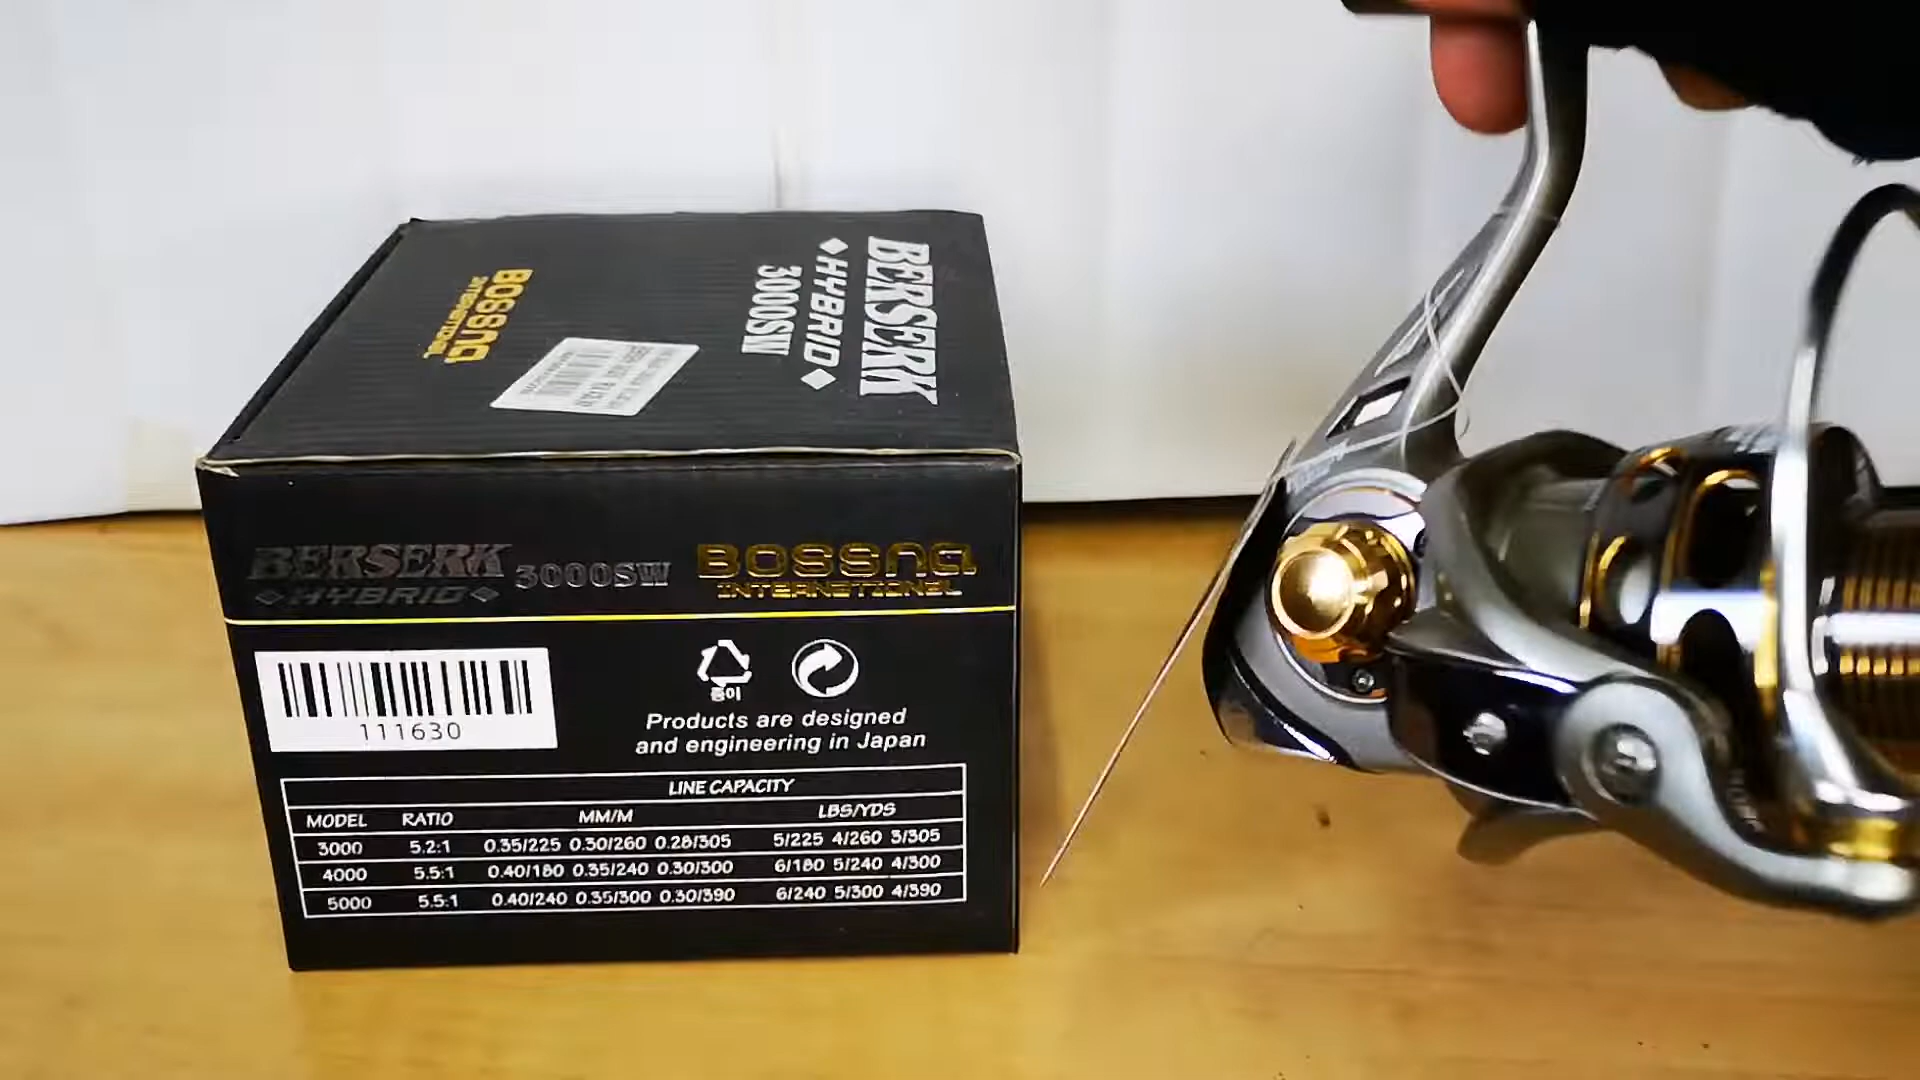 BERSERK
HYBRID
3000SW
BOSSNA
INTERNATIONAL
BERSERK
HYBRID
3000SW
BOSSNA
INTERNATIONAL
111630
종이
Products are designed
and engineering in Japan
LINE CAPACITY
MODEL RATIO MM/M LBS/YDS
3000 5.2:1 0.35/225 0.30/260 0.28/305 5/225 4/260 3/305
4000 5.5:1 0.40/180 0.35/240 0.30/300 6/180 5/240 4/300
5000 5.5:1 0.40/240 0.35/300 0.30/390 6/240 5/300 4/390